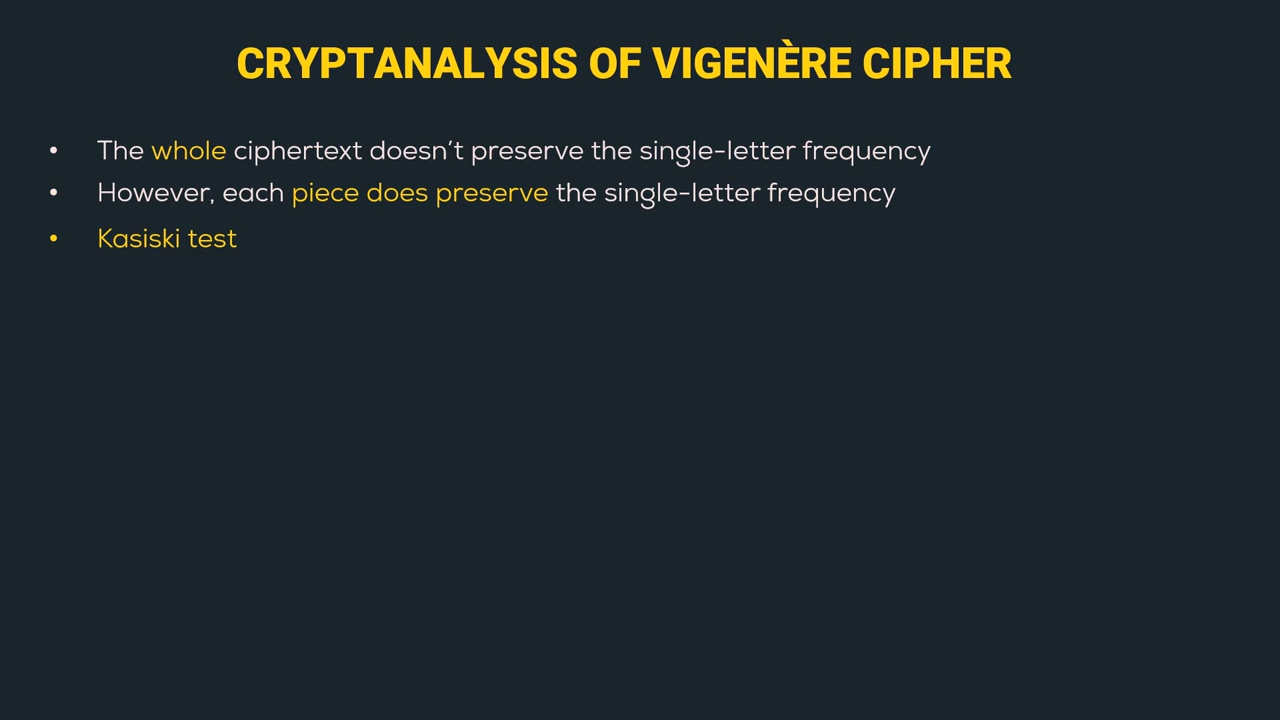 CRYPTANALYSIS OF VIGENÈRE CIPHER
• The whole ciphertext doesn't preserve the single-letter frequency
• However, each piece does preserve the single-letter frequency
• Kasiski test